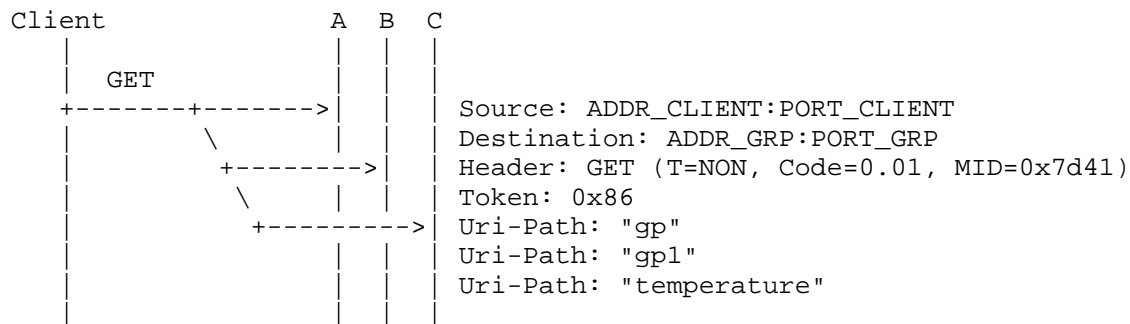 Client A B C
GET
Source: ADDR_CLIENT:PORT_CLIENT
Destination: ADDR_GRP:PORT_GRP
Header: GET (T=NON, Code=0.01, MID=0x7d41)
Token: 0x86
Uri-Path: "gp"
Uri-Path: "gp1"
Uri-Path: "temperature"